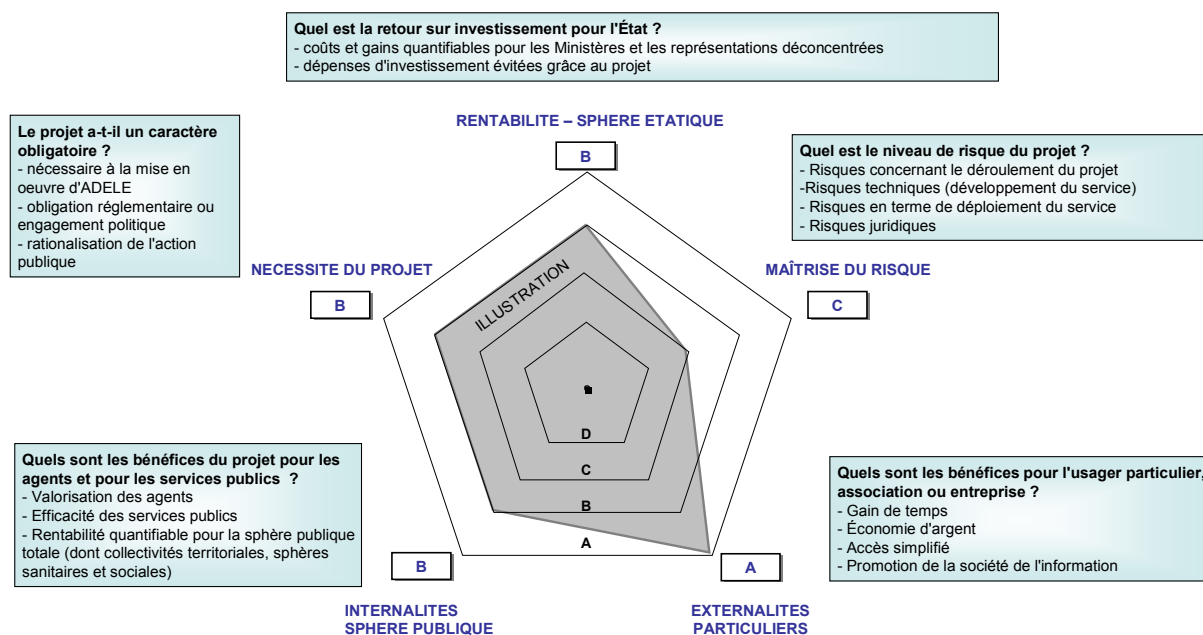 Quel est la retour sur investissement pour l'État ?
- coûts et gains quantifiables pour les Ministères et les représentations déconcentrées
- dépenses d'investissement évitées grâce au projet
RENTABILITE – SPHERE ETATIQUE
B
Le projet a-t-il un caractère
obligatoire ?
- nécessaire à la mise en
oeuvre d'ADELE
- obligation réglementaire ou
engagement politique
- rationalisation de l'action
publique
Quel est le niveau de risque du projet ?
- Risques concernant le déroulement du projet
-Risques techniques (développement du service)
- Risques en terme de déploiement du service
- Risques juridiques
NECESSITE DU PROJET
B
MAÎTRISE DU RISQUE
C
ILLUSTRATION
D
C
B
A
Quels sont les bénéfices du projet pour les
agents et pour les services publics ?
- Valorisation des agents
- Efficacité des services publics
- Rentabilité quantifiable pour la sphère publique
totale (dont collectivités territoriales, sphères
sanitaires et sociales)
Quels sont les bénéfices pour l'usager particulier,
association ou entreprise ?
- Gain de temps
- Économie d'argent
- Accès simplifié
- Promotion de la société de l'information
B
INTERNALITES
SPHERE PUBLIQUE
A
EXTERNALITES
PARTICULIERS